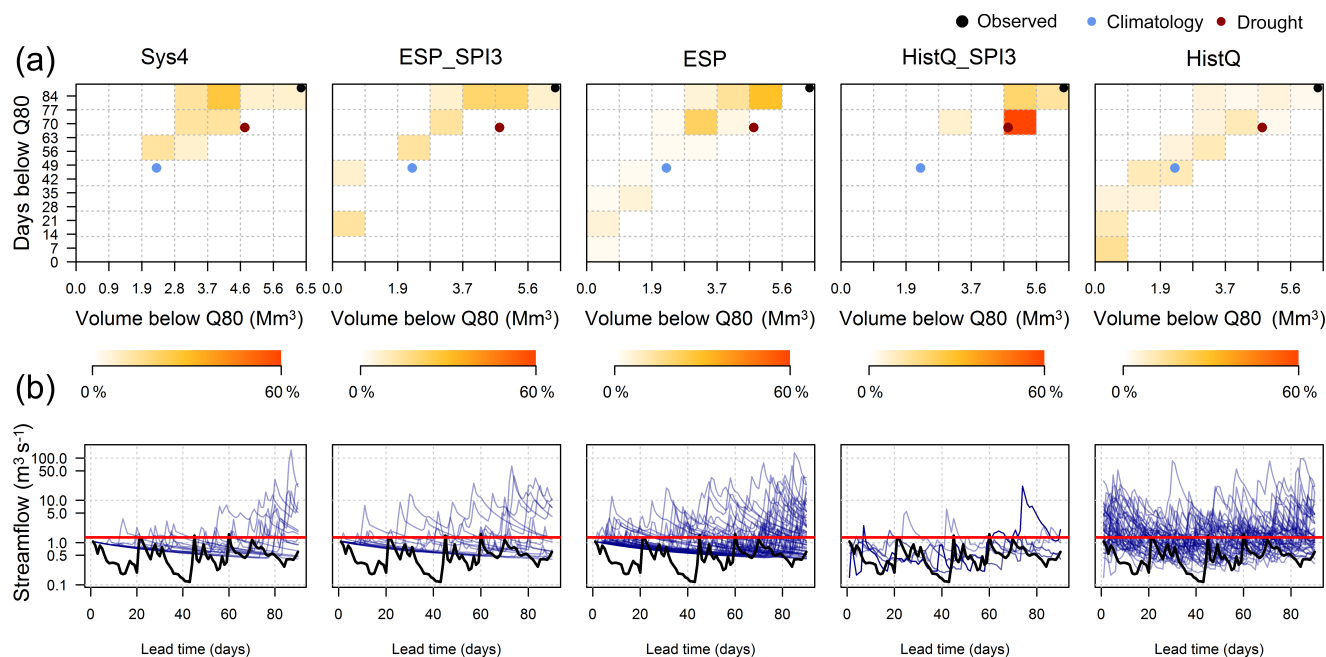 Observed Climatology Drought
(a) Sys4 ESP_SPI3 ESP HistQ_SPI3 HistQ
Days below Q80
84
77
70
63
56
49
42
35
28
21
14
7
0
0.0 0.9 1.9 2.8 3.7 4.6 5.6 6.5 0.0 1.9 3.7 5.6 0.0 1.9 3.7 5.6 0.0 1.9 3.7 5.6 0.0 1.9 3.7 5.6
Volume below Q80 (Mm³) Volume below Q80 (Mm³) Volume below Q80 (Mm³) Volume below Q80 (Mm³) Volume below Q80 (Mm³)
0 % 60 % 0 % 60 % 0 % 60 % 0 % 60 % 0 % 60 %
(b)
Streamflow (m³ s⁻¹)
100.0
50.0
10.0
5.0
1.0
0.5
0.1
0 20 40 60 80 0 20 40 60 80 0 20 40 60 80 0 20 40 60 80 0 20 40 60 80
Lead time (days) Lead time (days) Lead time (days) Lead time (days) Lead time (days)